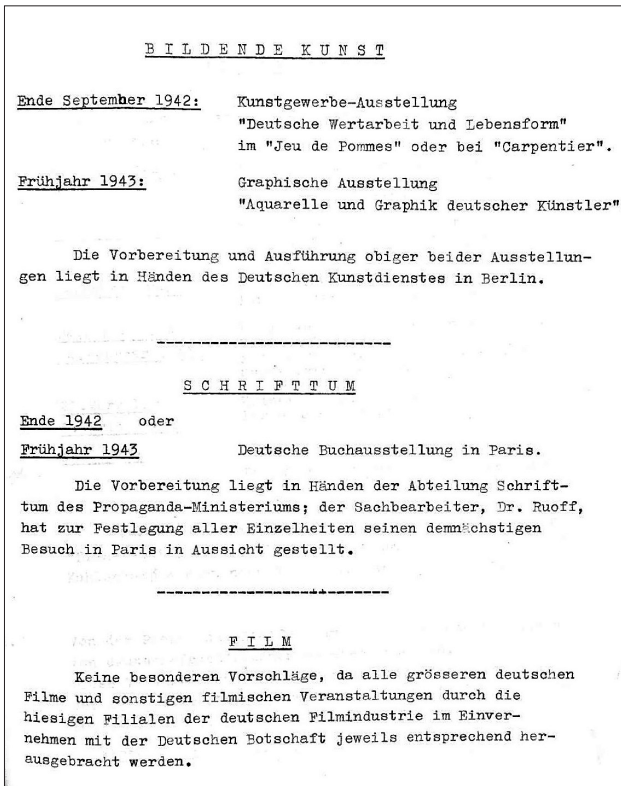 BILDENDE KUNST
Ende September 1942: Kunstgewerbe-Ausstellung
"Deutsche Wertarbeit und Lebensform"
im "Jeu de Pommes" oder bei "Carpentier".
Frühjahr 1943: Graphische Ausstellung
"Aquarelle und Graphik deutscher Künstler"
Die Vorbereitung und Ausführung obiger beider Ausstellun-
gen liegt in Händen des Deutschen Kunstdienstes in Berlin.
SCHRIFTTUM
Ende 1942 oder
Frühjahr 1943 Deutsche Buchausstellung in Paris.
Die Vorbereitung liegt in Händen der Abteilung Schrift-
tum des Propaganda-Ministeriums; der Sachbearbeiter, Dr. Ruoff,
hat zur Festlegung aller Einzelheiten seinen demnächstigen
Besuch in Paris in Aussicht gestellt.
FILM
Keine besonderen Vorschläge, da alle grösseren deutschen
Filme und sonstigen filmischen Veranstaltungen durch die
hiesigen Filialen der deutschen Filmindustrie im Einver-
nehmen mit der Deutschen Botschaft jeweils entsprechend her-
ausgebracht werden.